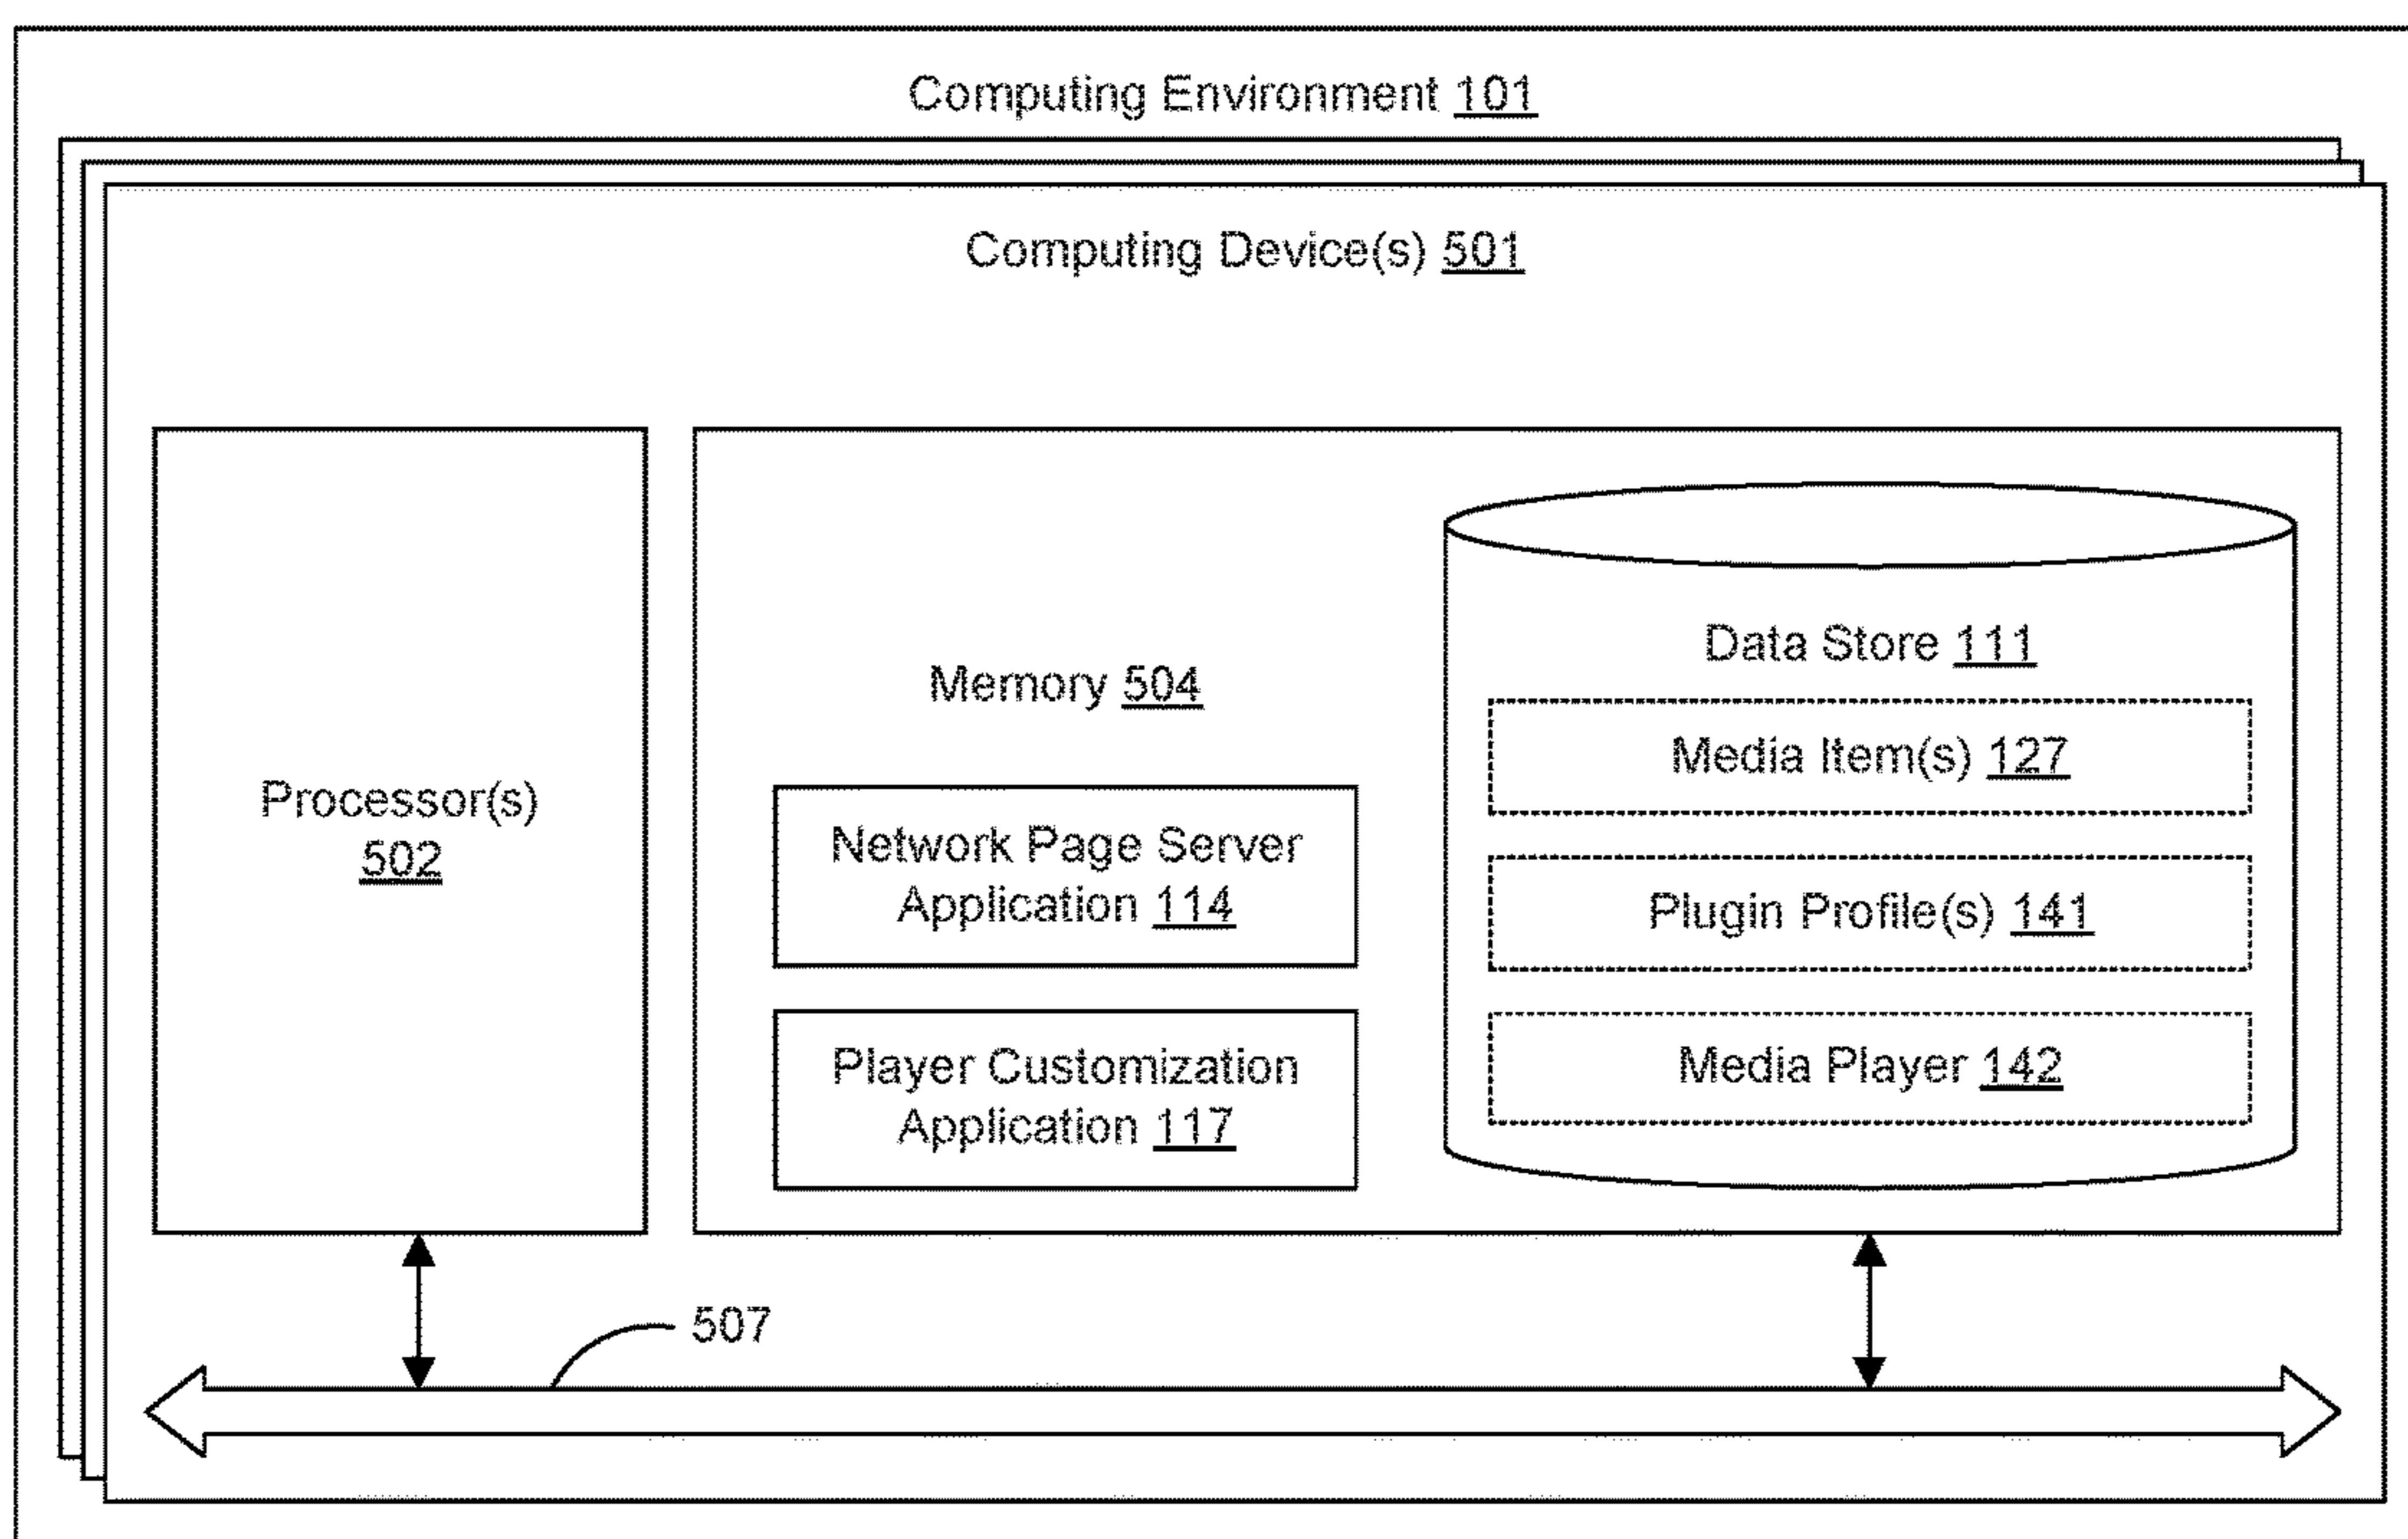 Computing Environment 101
Computing Device(s) 501
Processor(s)
502
Memory 504
Network Page Server
Application 114
Player Customization
Application 117
Data Store 111
Media Item(s) 127
Plugin Profile(s) 141
Media Player 142
507